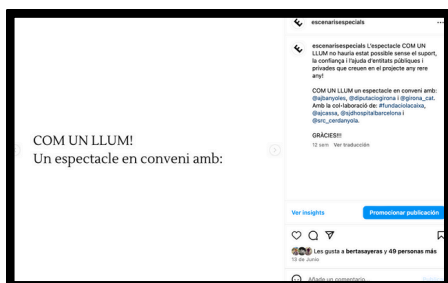 COM UN LLUM!
Un espectacle en conveni amb:
escenarisespecials
escenarisespecials L'espectacle COM UN
LLUM no hauria estat possible sense el suport,
la confiança i l'ajuda d'entitats públiques i
privades que creuen en el projecte any rere
any!
COM UN LLUM un espectacle en conveni amb:
@ajbanyoles, @diputaciogirona i @girona_cat.
Amb la col·laboració de: #fundaciolacaixa,
@ajcassa, @sjdhospitalbarcelona i
@src_cerdanyola.
GRÀCIES!!!
12 sem Ver traducción
Ver insights
Promocionar publicación
Les gusta a bertasayeras y 49 personas más
13 de Junio
Añade un comentario...